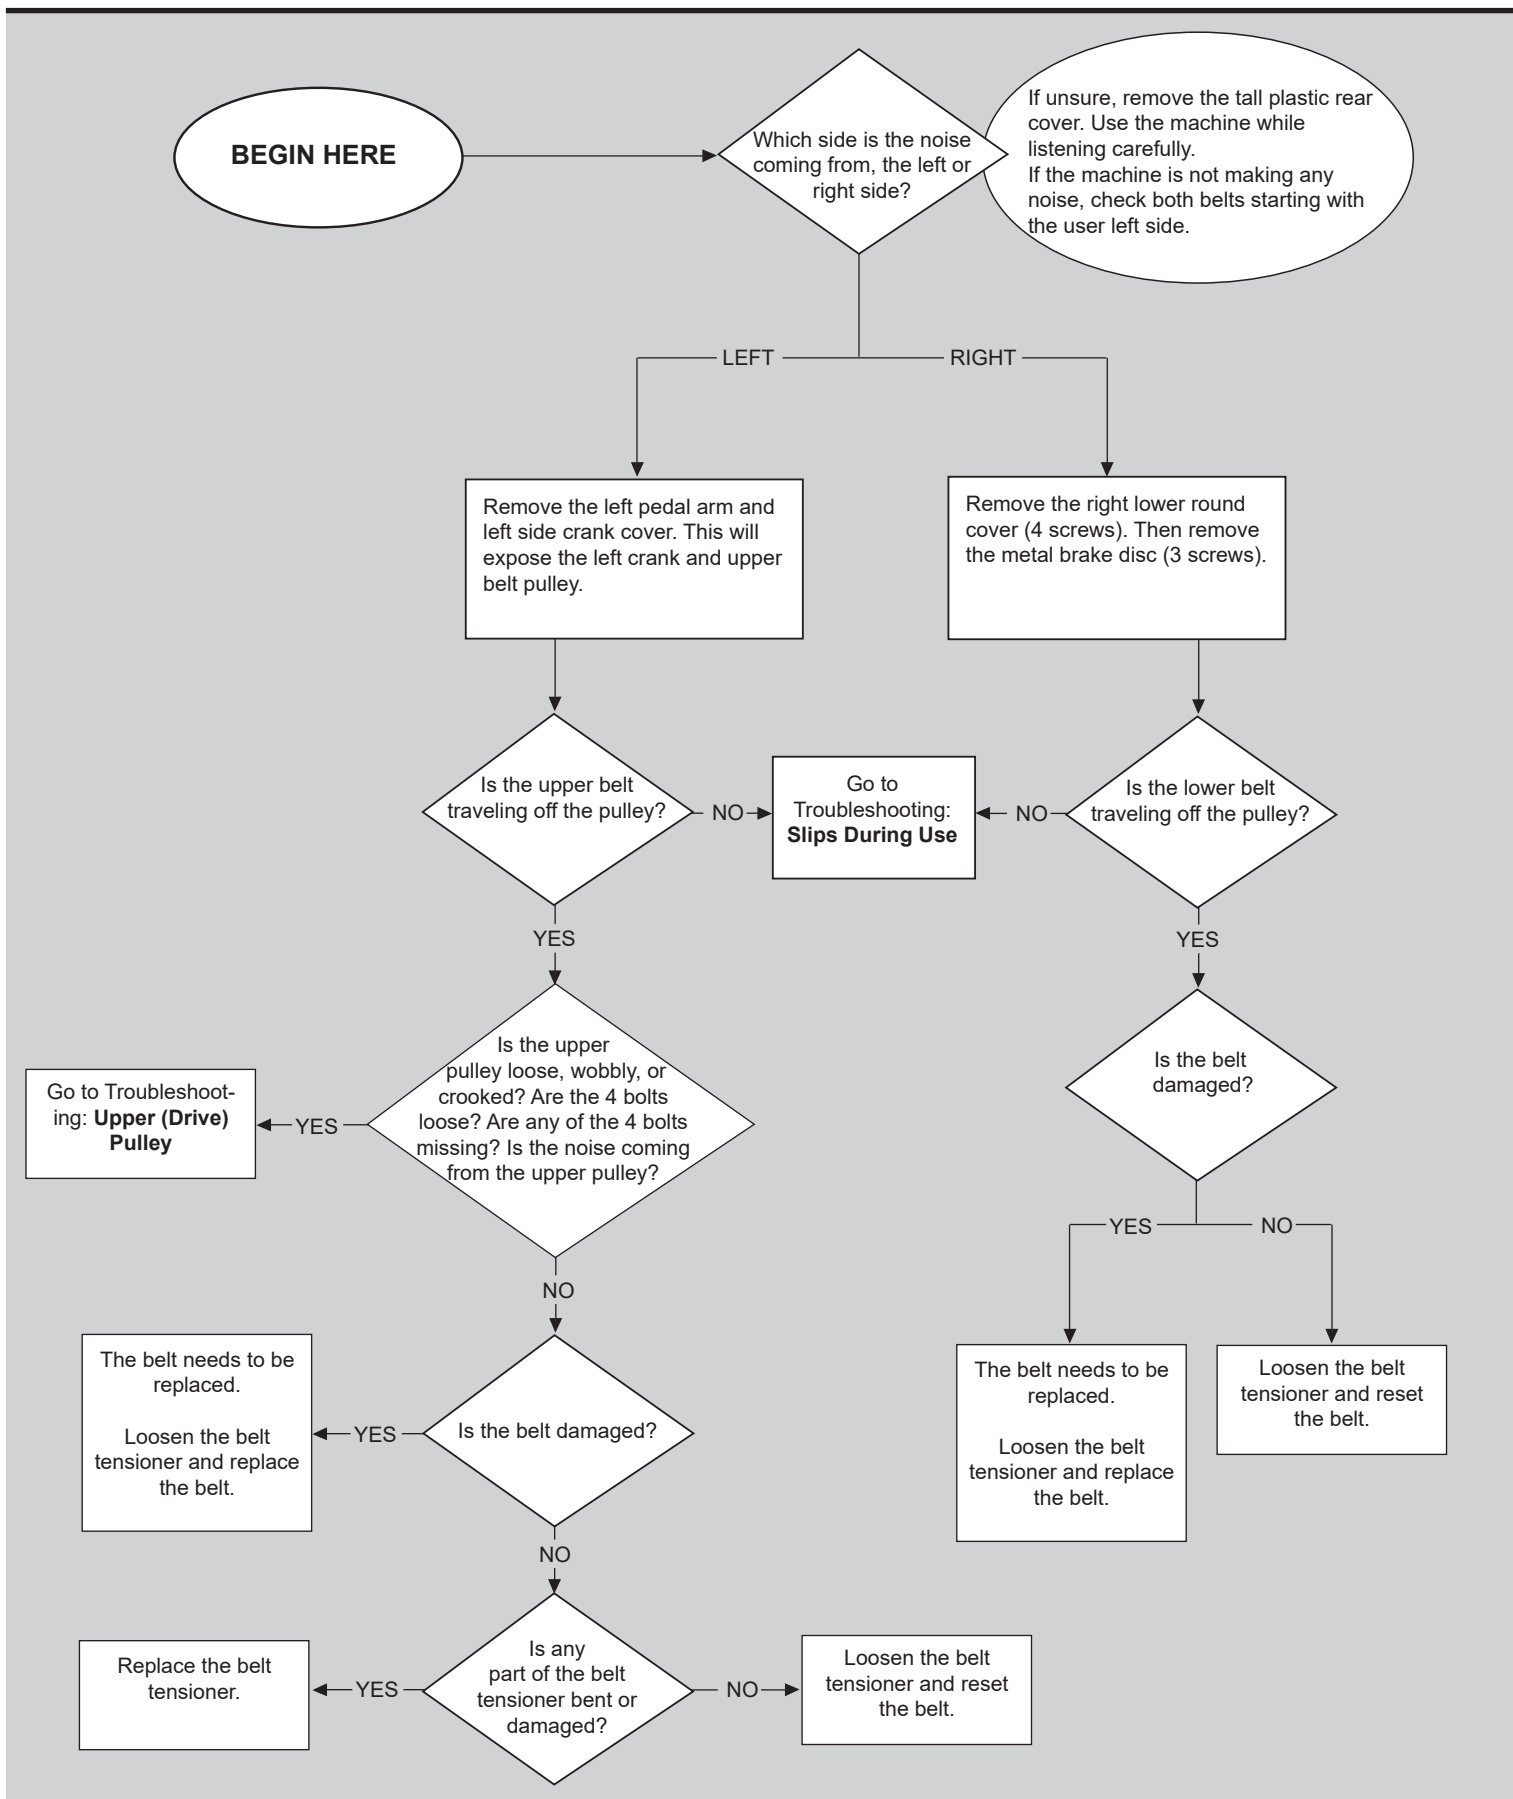 BEGIN HERE
Which side is the noise
coming from, the left or
right side?
If unsure, remove the tall plastic rear
cover. Use the machine while
listening carefully.
If the machine is not making any
noise, check both belts starting with
the user left side.
LEFT
RIGHT
Remove the left pedal arm and
left side crank cover. This will
expose the left crank and upper
belt pulley.
Remove the right lower round
cover (4 screws). Then remove
the metal brake disc (3 screws).
Is the upper belt
traveling off the pulley?
NO
Go to
Troubleshooting:
Slips During Use
NO
Is the lower belt
traveling off the pulley?
YES
YES
Is the upper
pulley loose, wobbly, or
crooked? Are the 4 bolts
loose? Are any of the 4 bolts
missing? Is the noise coming
from the upper pulley?
YES
Go to Troubleshoot-
ing: Upper (Drive)
Pulley
Is the belt
damaged?
YES
NO
NO
The belt needs to be
replaced.
Loosen the belt
tensioner and replace
the belt.
YES
Is the belt damaged?
The belt needs to be
replaced.
Loosen the belt
tensioner and replace
the belt.
Loosen the belt
tensioner and reset
the belt.
NO
Replace the belt
tensioner.
YES
Is any
part of the belt
tensioner bent or
damaged?
NO
Loosen the belt
tensioner and reset
the belt.